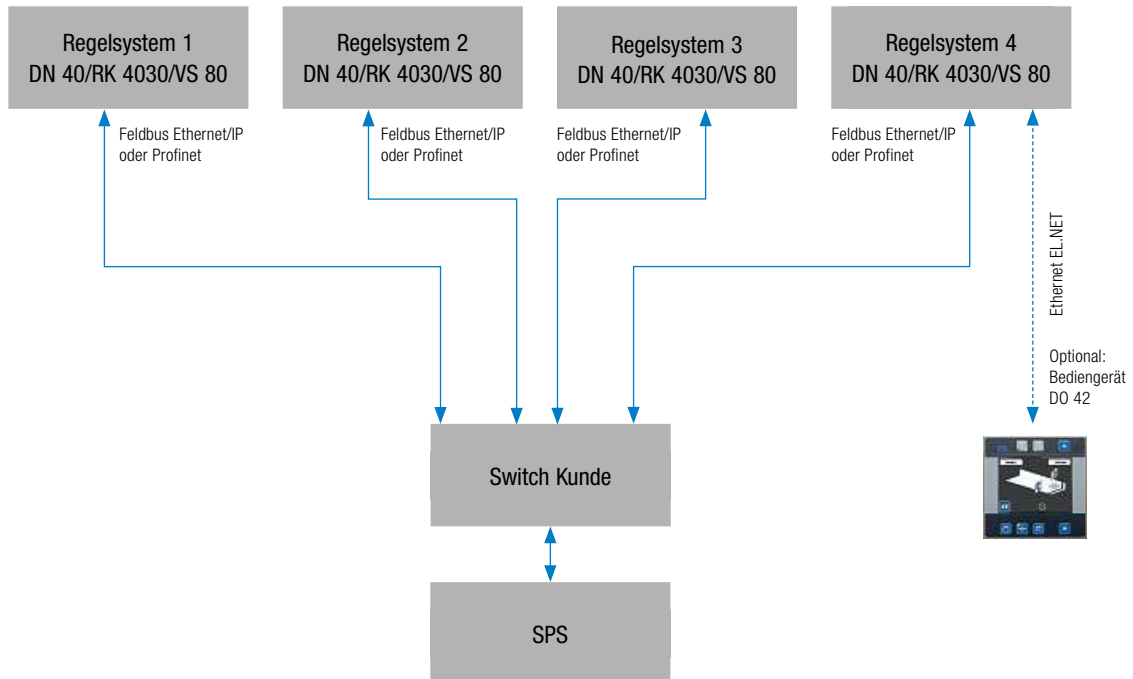 Regelsystem 1
DN 40/RK 4030/VS 80
Regelsystem 2
DN 40/RK 4030/VS 80
Regelsystem 3
DN 40/RK 4030/VS 80
Regelsystem 4
DN 40/RK 4030/VS 80
Feldbus Ethernet/IP
oder Profinet
Feldbus Ethernet/IP
oder Profinet
Feldbus Ethernet/IP
oder Profinet
Feldbus Ethernet/IP
oder Profinet
Ethernet EL.NET
Optional:
Bediengerät
DO 42
Switch Kunde
SPS